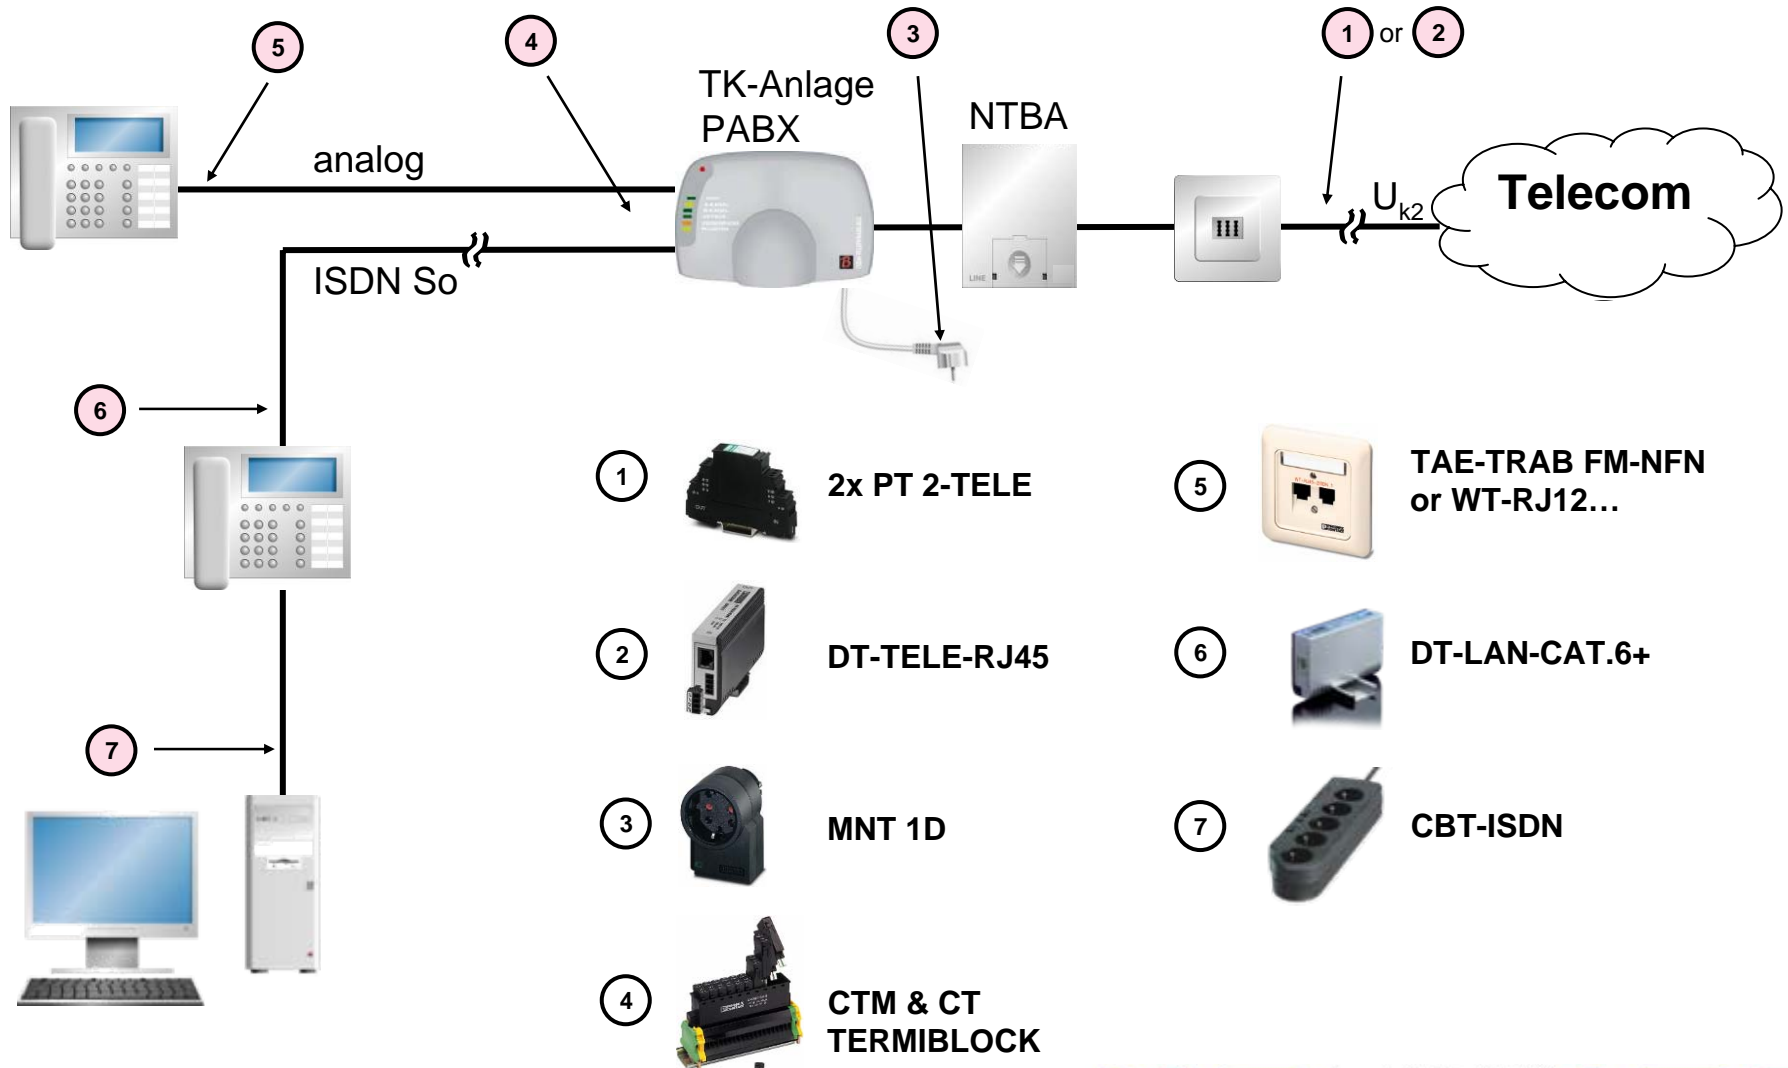 5
4
3
1 or 2
TK-Anlage
PABX
NTBA
analog
U k2
Telecom
ISDN So
LINE
6
7
1
2x PT 2-TELE
2
DT-TELE-RJ45
3
MNT 1D
4
CTM & CT
TERMIBLOCK
5
TAE-TRAB FM-NFN
or WT-RJ12…
6
DT-LAN-CAT.6+
7
CBT-ISDN